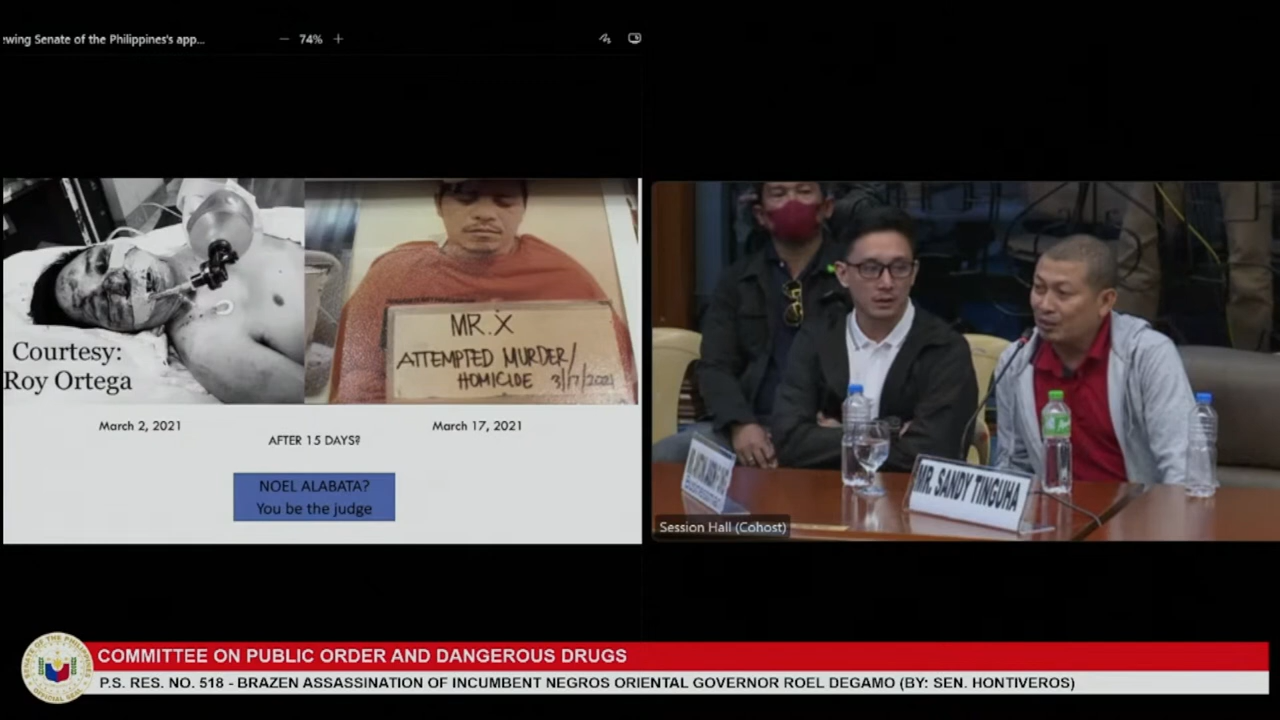 ewing Senate of the Philippines's app...
74%
Courtesy:
Roy Ortega
MR. X
ATTEMPTED MURDER/
HOMICIDE 3/17/2021
March 2, 2021
March 17, 2021
AFTER 15 DAYS?
NOEL ALABATA?
You be the judge
MR. SANDY TINGUHA
Session Hall (Cohost)
COMMITTEE ON PUBLIC ORDER AND DANGEROUS DRUGS
P.S. RES. NO. 518 - BRAZEN ASSASSINATION OF INCUMBENT NEGROS ORIENTAL GOVERNOR ROEL DEGAMO (BY: SEN. HONTIVEROS)